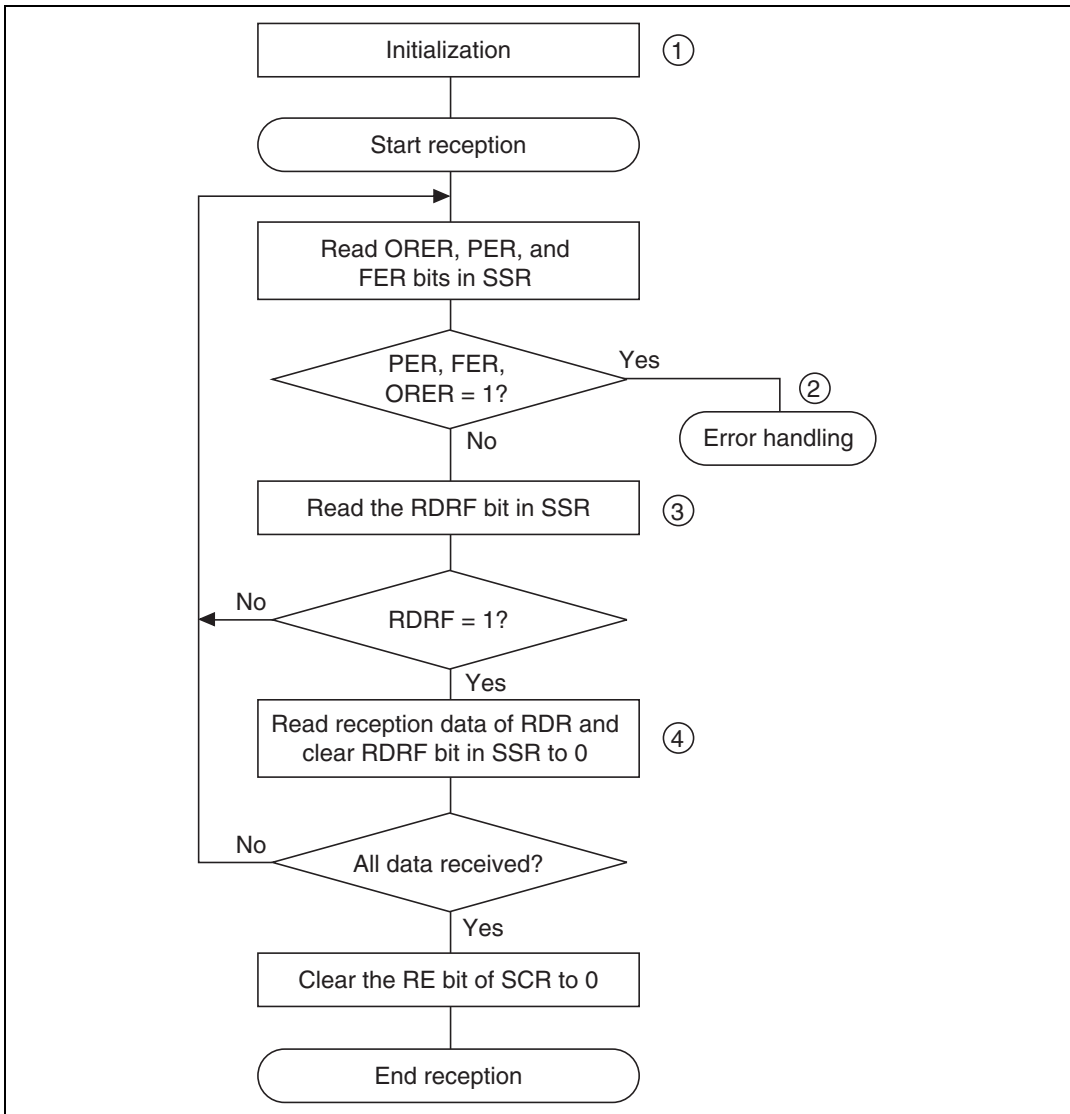 Initialization
①
Start reception
Read ORER, PER, and
FER bits in SSR
PER, FER,
ORER = 1?
Yes
②
Error handling
No
Read the RDRF bit in SSR
③
No
RDRF = 1?
Yes
Read reception data of RDR and
clear RDRF bit in SSR to 0
④
No
All data received?
Yes
Clear the RE bit of SCR to 0
End reception